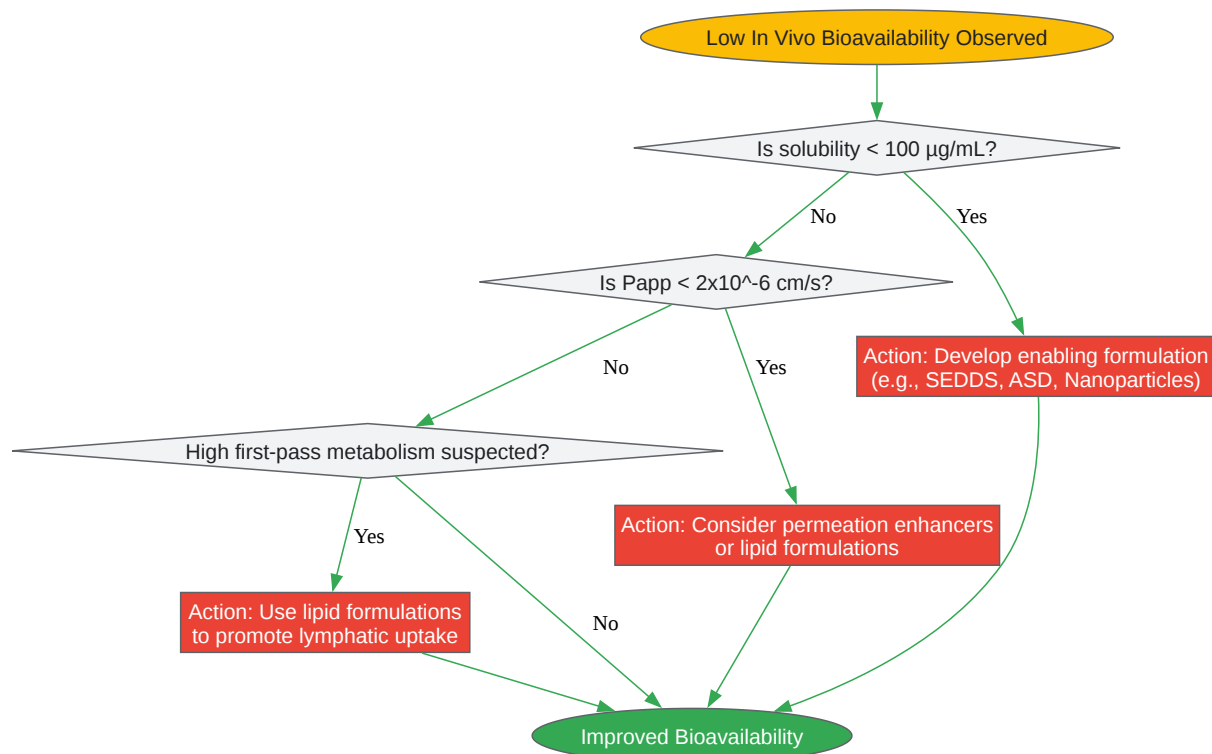 Low In Vivo Bioavailability Observed
Is solubility < 100 µg/mL?
No
Yes
Is Papp < 2x10^-6 cm/s?
No
Yes
Action: Develop enabling formulation
(e.g., SEDDS, ASD, Nanoparticles)
High first-pass metabolism suspected?
Yes
Action: Consider permeation enhancers
or lipid formulations
Action: Use lipid formulations
to promote lymphatic uptake
No
Improved Bioavailability